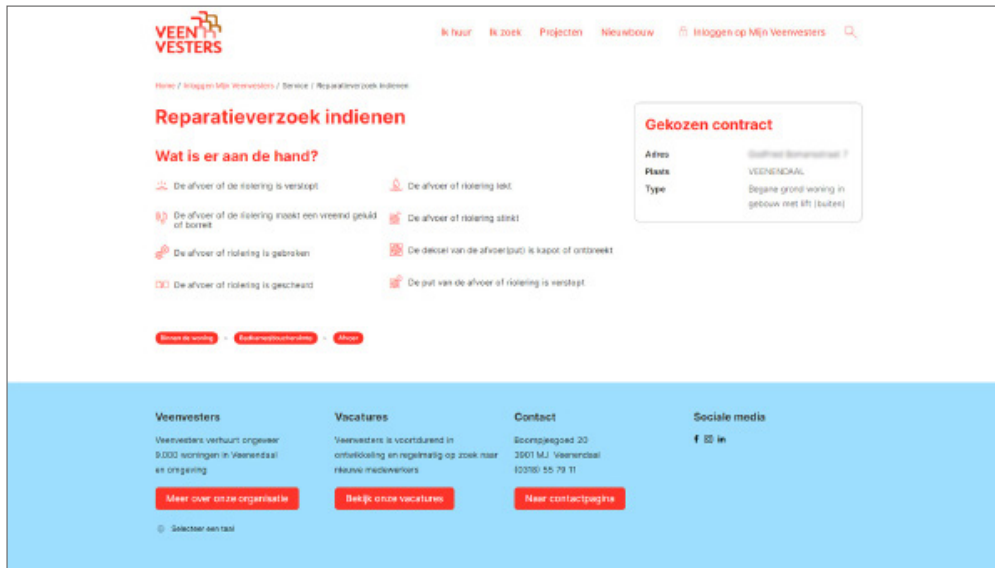 VEEN
VESTERS
Ik huur
Ik zoek
Projecten
Nieuwbouw
Inloggen op Mijn Veenvesters
Home / Inloggen Mijn Veenvesters / Service / Reparatieverzoek indienen
Reparatieverzoek indienen
Wat is er aan de hand?
De afvoer of de riolering is verstopt
De afvoer of riolering lekt
De afvoer of de riolering maakt een vreemd geluid
of borrelt
De afvoer of riolering stinkt
De afvoer of riolering is gebroken
De deksel van de afvoer(put) is kapot of ontbreekt
De afvoer of riolering is gescheurd
De put van de afvoer of riolering is verstopt
Binnen de woning
Badkamer/doucheruimte
Afvoer
Gekozen contract
Adres
Plaats
VEENENDAAL
Type
Begane grond woning in
gebouw met lift (buiten)
Veenvesters
Veenvesters verhuurt ongeveer
9.000 woningen in Veenendaal
en omgeving
Meer over onze organisatie
Selecteer een taal
Vacatures
Veenvesters is voortdurend in
ontwikkeling en regelmatig op zoek naar
nieuwe medewerkers
Bekijk onze vacatures
Contact
Boompjesgoed 20
3901 MJ Veenendaal
(0318) 55 79 11
Naar contactpagina
Sociale media